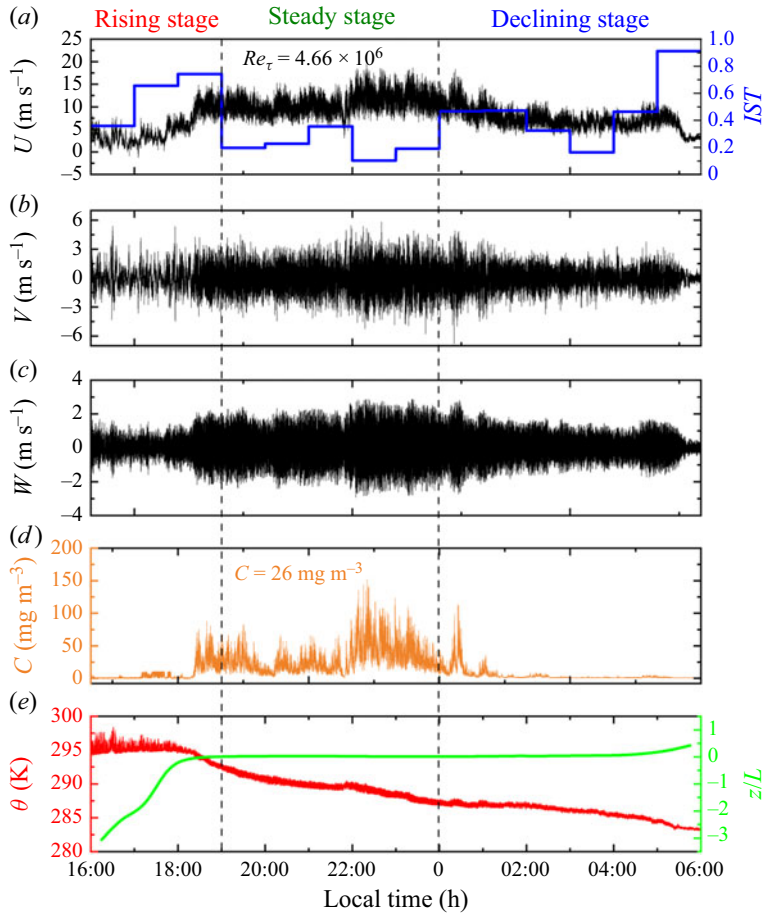 (a) Rising stage Steady stage Declining stage
25 20 15 10 5 0 –5
U (m s⁻¹)
Reτ = 4.66 × 10⁶
1.0 0.8 0.6 0.4 0.2 0
IST
(b)
6 3 0 –3 –6
V (m s⁻¹)
(c)
4 2 0 –2 –4
W (m s⁻¹)
(d)
200 150 100 50 0
C (mg m⁻³)
C = 26 mg m⁻³
(e)
300 295 290 285 280
θ (K)
1 0 –1 –2 –3
z/L
16:00 18:00 20:00 22:00 0 02:00 04:00 06:00
Local time (h)